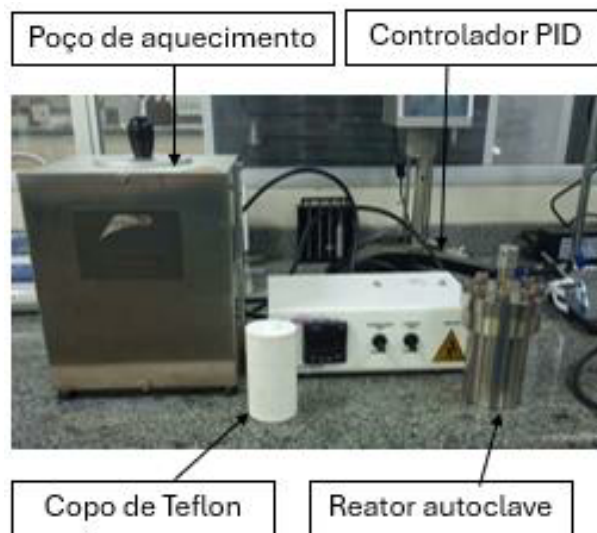 Poço de aquecimento
Controlador PID
Copo de Teflon
Reator autoclave